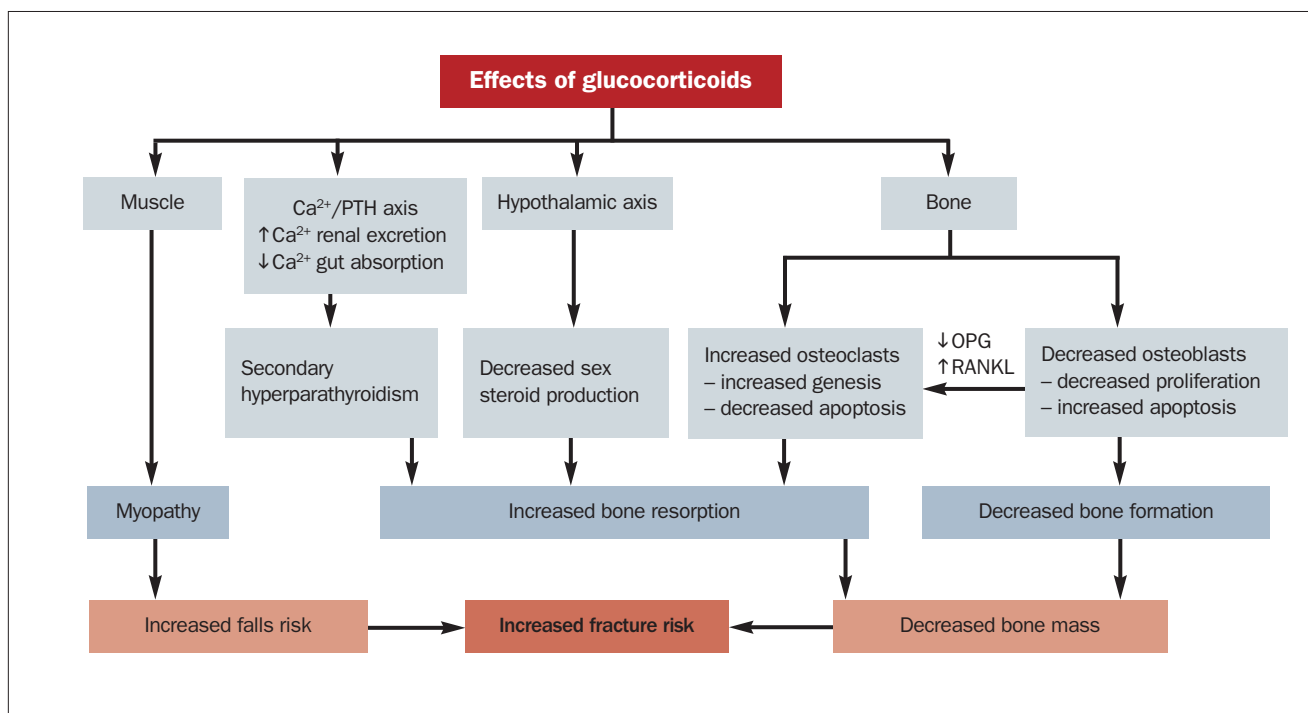 Effects of glucocorticoids
Muscle
Ca²⁺/PTH axis
↑Ca²⁺ renal excretion
↓Ca²⁺ gut absorption
Hypothalamic axis
Bone
Secondary
hyperparathyroidism
Decreased sex
steroid production
Increased osteoclasts
– increased genesis
– decreased apoptosis
↓OPG
↑RANKL
Decreased osteoblasts
– decreased proliferation
– increased apoptosis
Myopathy
Increased bone resorption
Decreased bone formation
Increased falls risk
Increased fracture risk
Decreased bone mass